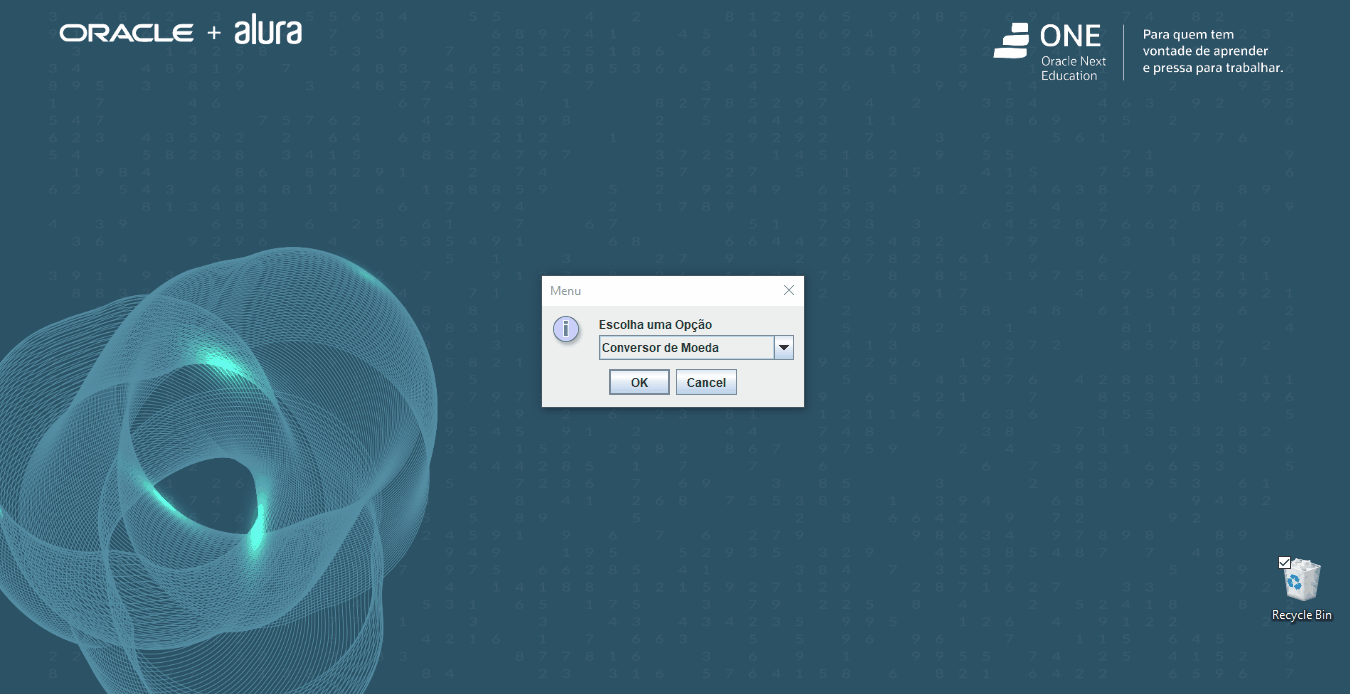 ORACLE + alura
ONE
Oracle Next
Education
Para quem tem
vontade de aprender
e pressa para trabalhar.
Menu
Escolha uma Opção
Conversor de Moeda
OK
Cancel
Recycle Bin